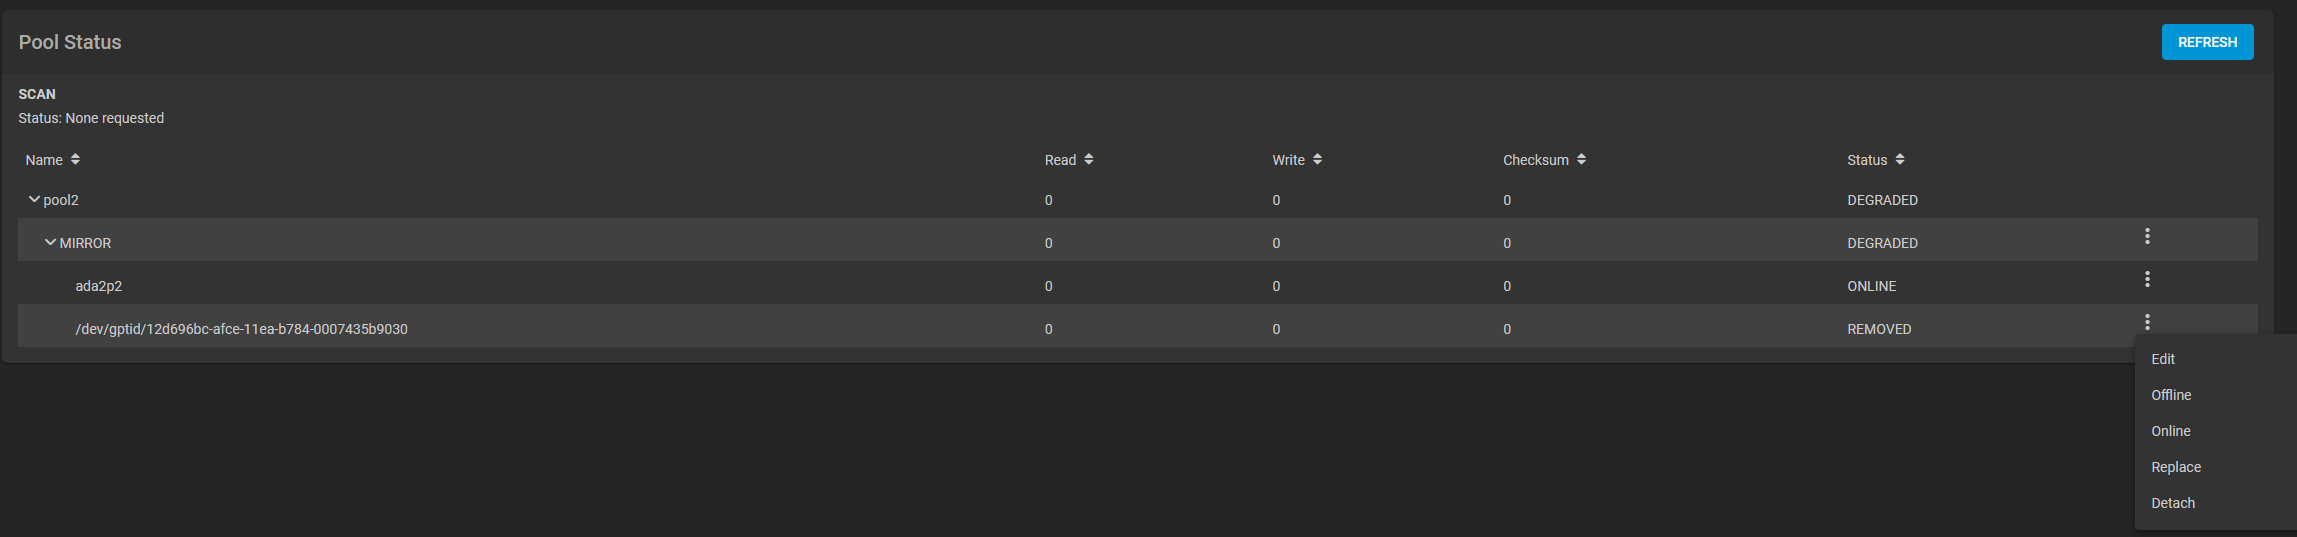 Pool Status
REFRESH
SCAN
Status: None requested
Name Read Write Checksum Status
pool2 0 0 0 DEGRADED
MIRROR 0 0 0 DEGRADED
ada2p2 0 0 0 ONLINE
/dev/gptid/12d696bc-afce-11ea-b784-0007435b9030 0 0 0 REMOVED
Edit
Offline
Online
Replace
Detach